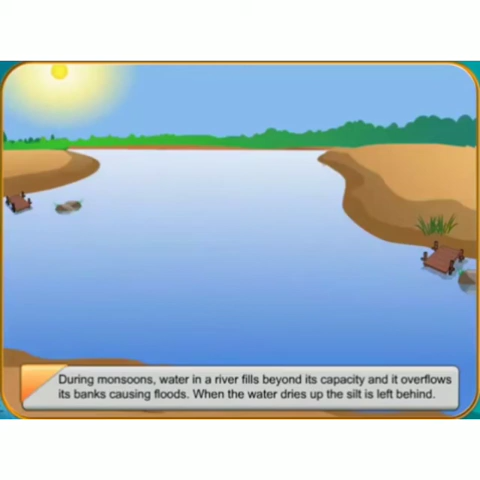 During monsoons, water in a river fills beyond its capacity and it overflows
its banks causing floods. When the water dries up the silt is left behind.